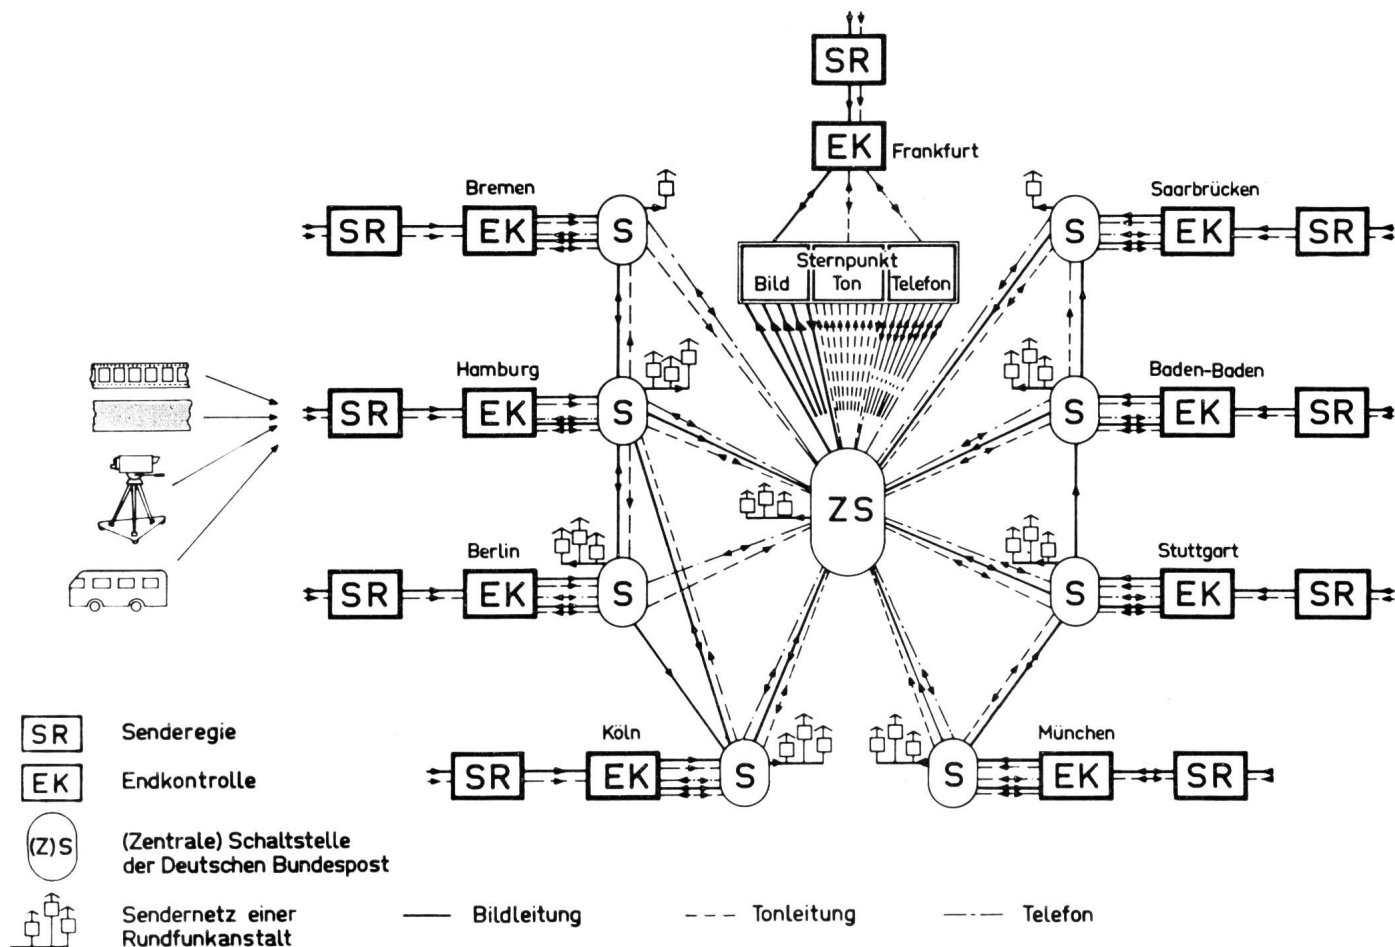 SR
EK
Frankfurt
Sternpunkt
Bild
Ton
Telefon
Bremen
SR
EK
S
Saarbrücken
S
EK
SR
Hamburg
SR
EK
S
Baden-Baden
S
EK
SR
ZS
Berlin
SR
EK
S
Stuttgart
S
EK
SR
Köln
SR
EK
S
München
S
EK
SR
SR Senderegie
EK Endkontrolle
(Z)S (Zentrale) Schaltstelle
der Deutschen Bundespost
Sendernetz einer
Rundfunkanstalt
Bildleitung
Tonleitung
Telefon